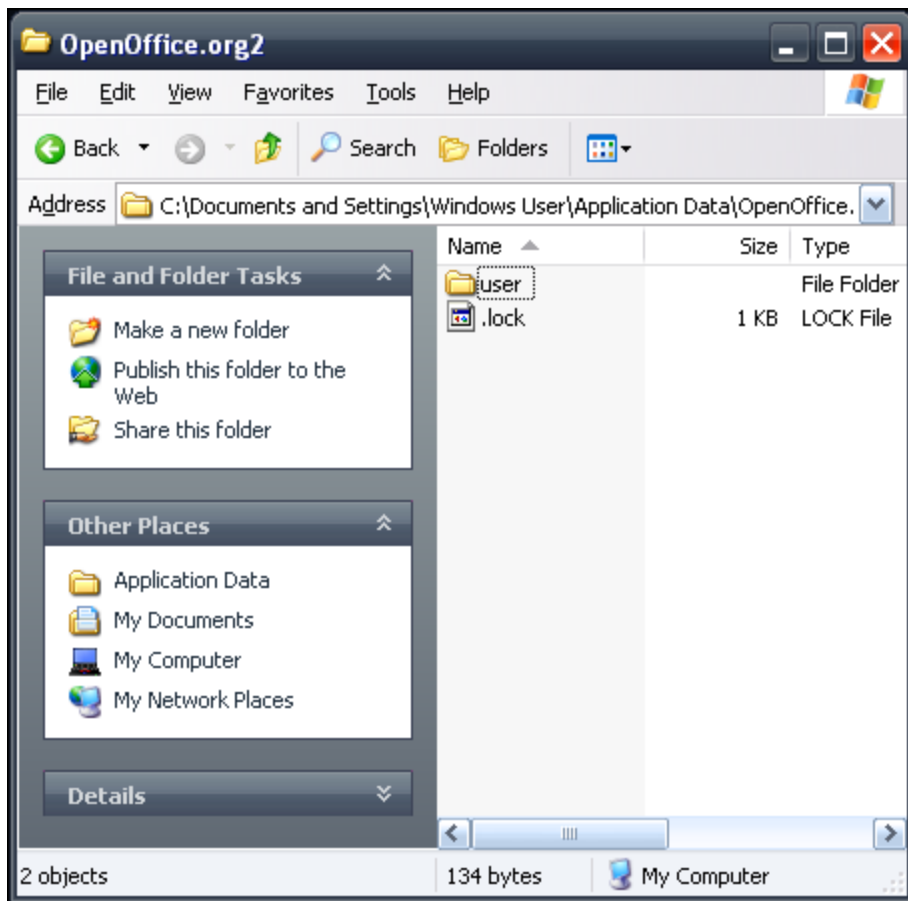 OpenOffice.org2
File Edit View Favorites Tools Help
Back Search Folders
Address C:\Documents and Settings\Windows User\Application Data\OpenOffice.
Name Size Type
File and Folder Tasks
user File Folder
.lock 1 KB LOCK File
Make a new folder
Publish this folder to the
Web
Share this folder
Other Places
Application Data
My Documents
My Computer
My Network Places
Details
2 objects 134 bytes My Computer